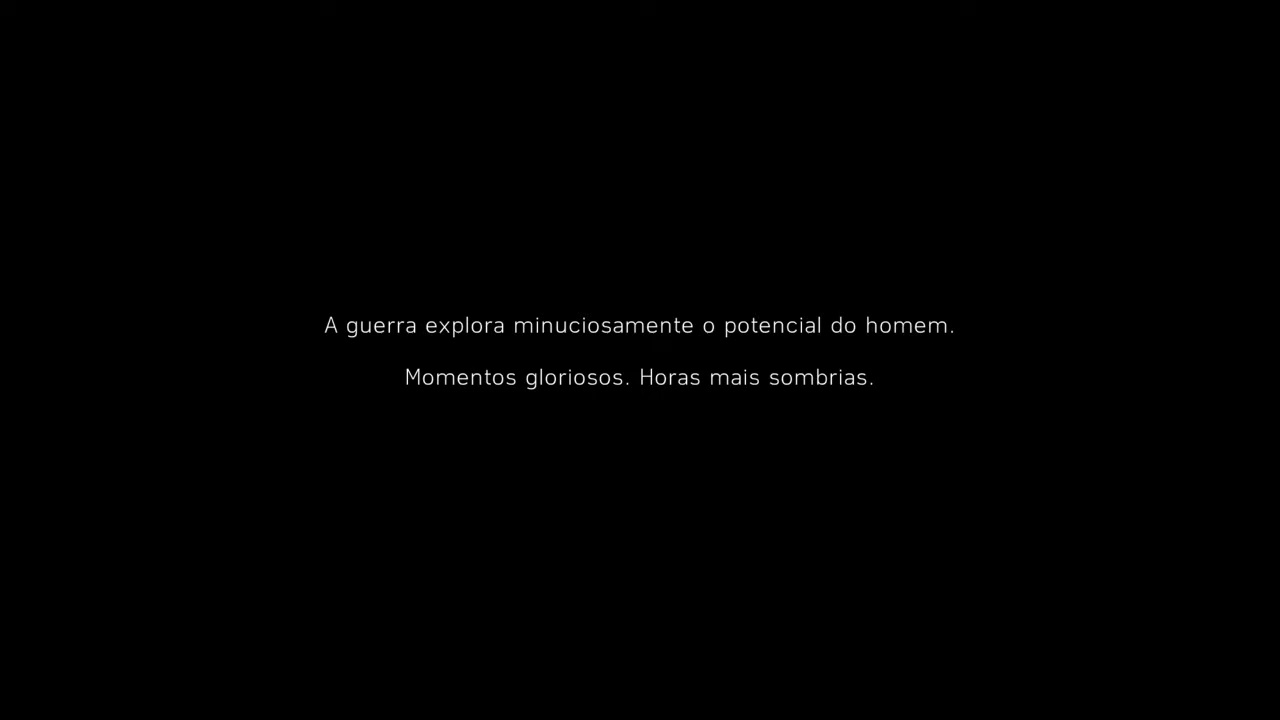 A guerra explora minuciosamente o potencial do homem.
Momentos gloriosos. Horas mais sombrias.